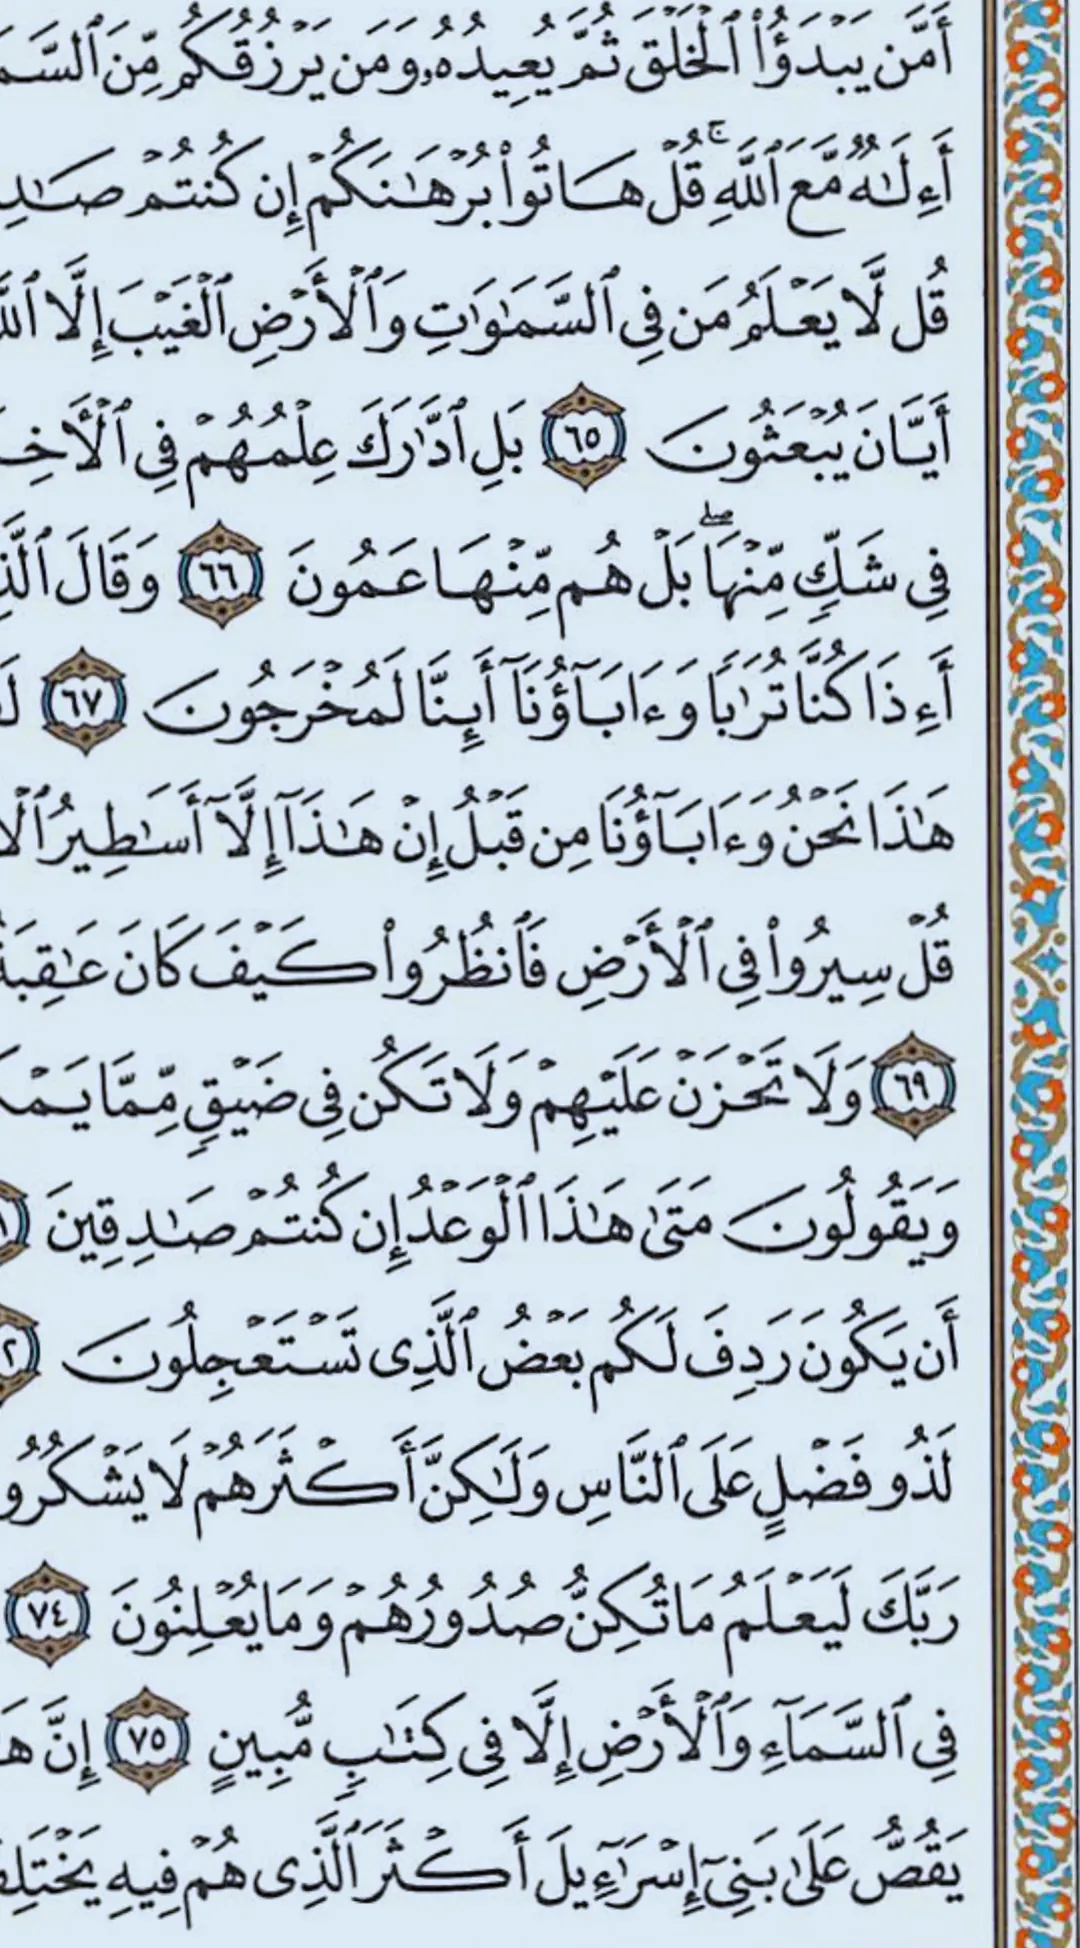 أَمَّن يَبْدَؤُا۟ ٱلْخَلْقَ ثُمَّ يُعِيدُهُۥ وَمَن يَرْزُقُكُم مِّنَ ٱلسَّمَ
أَءِلَـٰهٌ مَّعَ ٱللَّهِ ۚ قُلْ هَاتُوا۟ بُرْهَـٰنَكُمْ إِن كُنتُمْ صَـٰدِ
قُل لَّا يَعْلَمُ مَن فِى ٱلسَّمَـٰوَٰتِ وَٱلْأَرْضِ ٱلْغَيْبَ إِلَّا ٱللَّ
أَيَّانَ يُبْعَثُونَ ٦٥ بَلِ ٱدَّٰرَكَ عِلْمُهُمْ فِى ٱلْـَٔاخِ
فِى شَكٍّ مِّنْهَا ۖ بَلْ هُم مِّنْهَا عَمُونَ ٦٦ وَقَالَ ٱلَّذِ
أَءِذَا كُنَّا تُرَٰبًا وَءَابَآؤُنَآ أَئِنَّا لَمُخْرَجُونَ ٦٧ لَ
هَـٰذَا نَحْنُ وَءَابَآؤُنَا مِن قَبْلُ إِنْ هَـٰذَآ إِلَّآ أَسَـٰطِيرُ ٱلْأ
قُلْ سِيرُوا۟ فِى ٱلْأَرْضِ فَٱنظُرُوا۟ كَيْفَ كَانَ عَـٰقِبَةُ
٦٩ وَلَا تَحْزَنْ عَلَيْهِمْ وَلَا تَكُن فِى ضَيْقٍ مِّمَّا يَمْكُ
وَيَقُولُونَ مَتَىٰ هَـٰذَا ٱلْوَعْدُ إِن كُنتُمْ صَـٰدِقِينَ ١
أَن يَكُونَ رَدِفَ لَكُم بَعْضُ ٱلَّذِى تَسْتَعْجِلُونَ ٢
لَذُو فَضْلٍ عَلَى ٱلنَّاسِ وَلَـٰكِنَّ أَكْثَرَهُمْ لَا يَشْكُرُو
رَبَّكَ لَيَعْلَمُ مَا تُكِنُّ صُدُورُهُمْ وَمَا يُعْلِنُونَ ٧٤
فِى ٱلسَّمَآءِ وَٱلْأَرْضِ إِلَّا فِى كِتَـٰبٍ مُّبِينٍ ٧٥ إِنَّ هَـ
يَقُصُّ عَلَىٰ بَنِىٓ إِسْرَٰٓءِيلَ أَكْثَرَ ٱلَّذِى هُمْ فِيهِ يَخْتَلِفُ